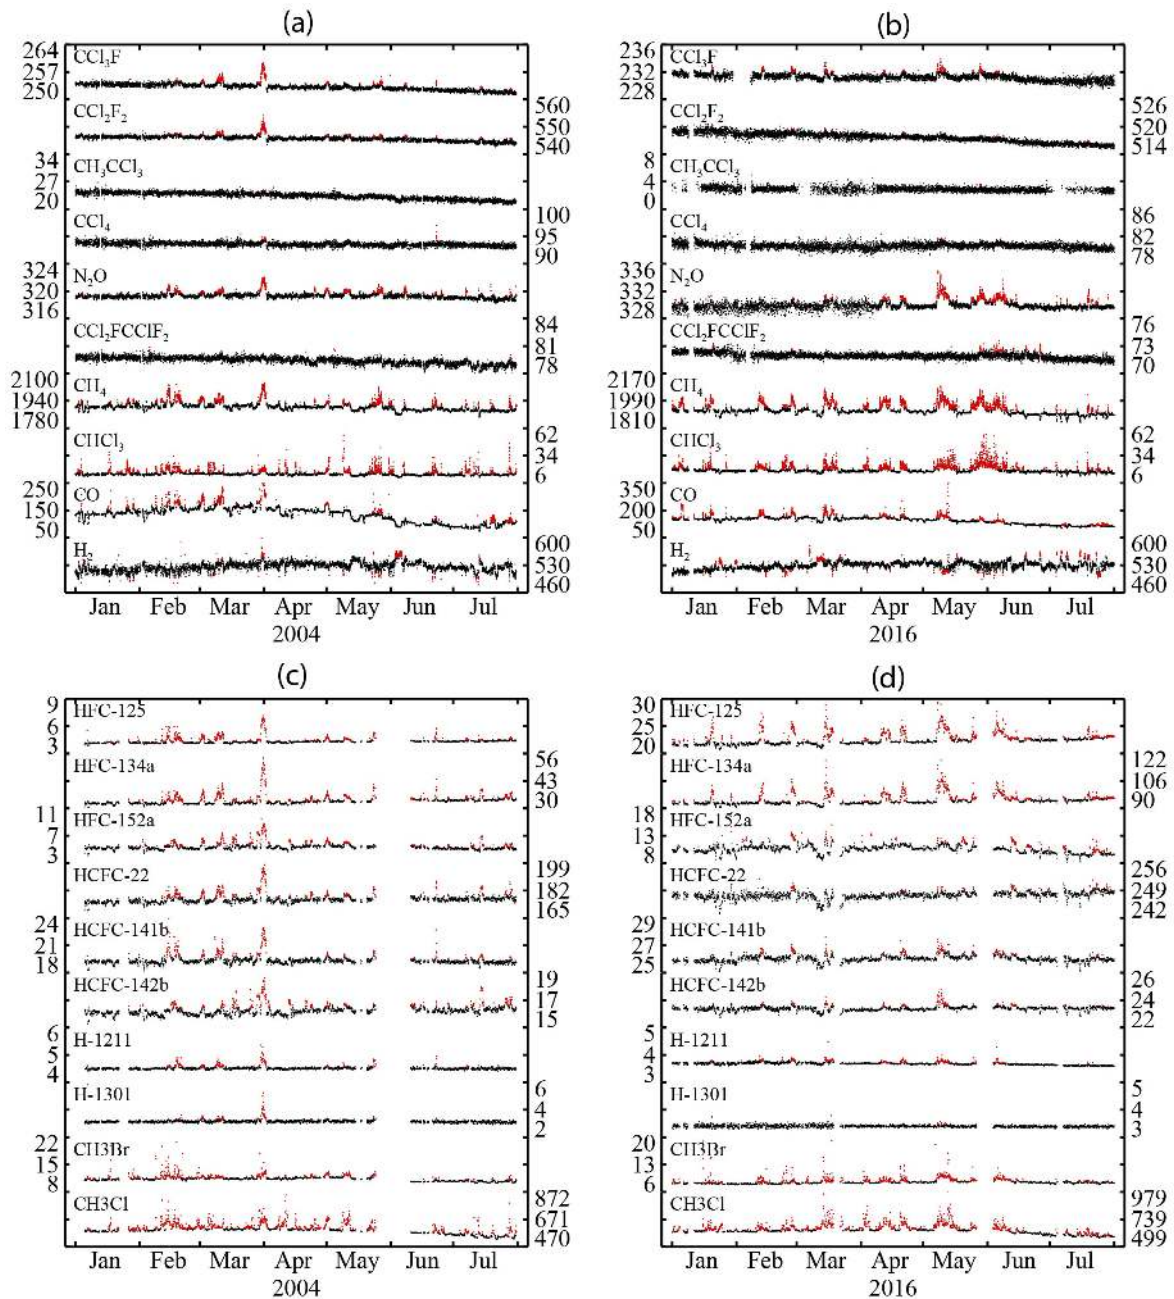 (a)
264
257
250
CCl3F
560
550
540
CCl2F2
34
27
20
CH3CCl3
100
95
90
CCl4
324
320
316
N2O
84
81
78
CCl2FCClF2
2100
1940
1780
CH4
62
34
6
CHCl3
250
150
50
CO
600
530
460
H2
Jan Feb Mar Apr May Jun Jul
2004
(b)
236
232
228
CCl3F
526
520
514
CCl2F2
8
4
0
CH3CCl3
86
82
78
CCl4
336
332
328
N2O
76
73
70
CCl2FCClF2
2170
1990
1810
CH4
62
34
6
CHCl3
350
200
50
CO
600
530
460
H2
Jan Feb Mar Apr May Jun Jul
2016
(c)
9
6
3
HFC-125
56
43
30
HFC-134a
11
7
3
HFC-152a
199
182
165
HCFC-22
24
21
18
HCFC-141b
19
17
15
HCFC-142b
6
5
4
H-1211
6
4
2
H-1301
22
15
8
CH3Br
872
671
470
CH3Cl
Jan Feb Mar Apr May Jun Jul
2004
(d)
30
25
20
HFC-125
122
106
90
HFC-134a
18
13
8
HFC-152a
256
249
242
HCFC-22
29
27
25
HCFC-141b
26
24
22
HCFC-142b
5
4
3
H-1211
5
4
3
H-1301
20
13
6
CH3Br
979
739
499
CH3Cl
Jan Feb Mar Apr May Jun Jul
2016